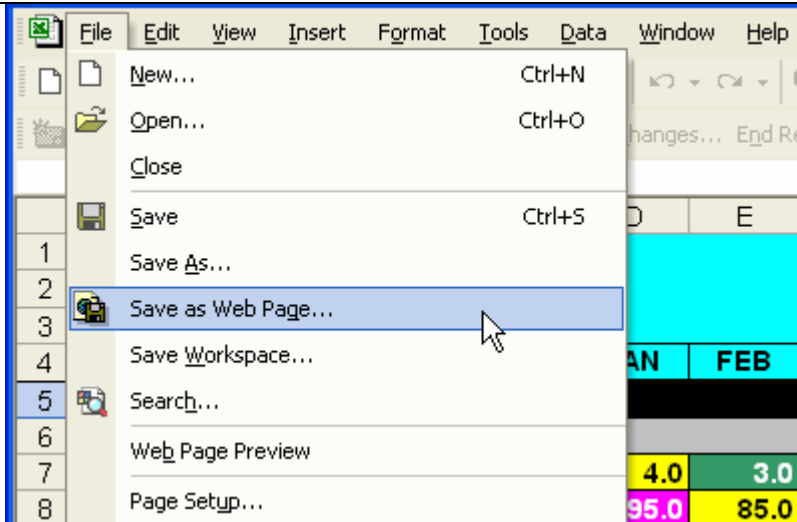 File Edit View Insert Format Tools Data Window Help
New... Ctrl+N
Open... Ctrl+O
hanges... End Re
Close
Save Ctrl+S
D E
1
Save As...
2
Save as Web Page...
3
Save Workspace...
4 AN FEB
5 Search...
6
Web Page Preview
7 4.0 3.0
Page Setup...
8 95.0 85.0